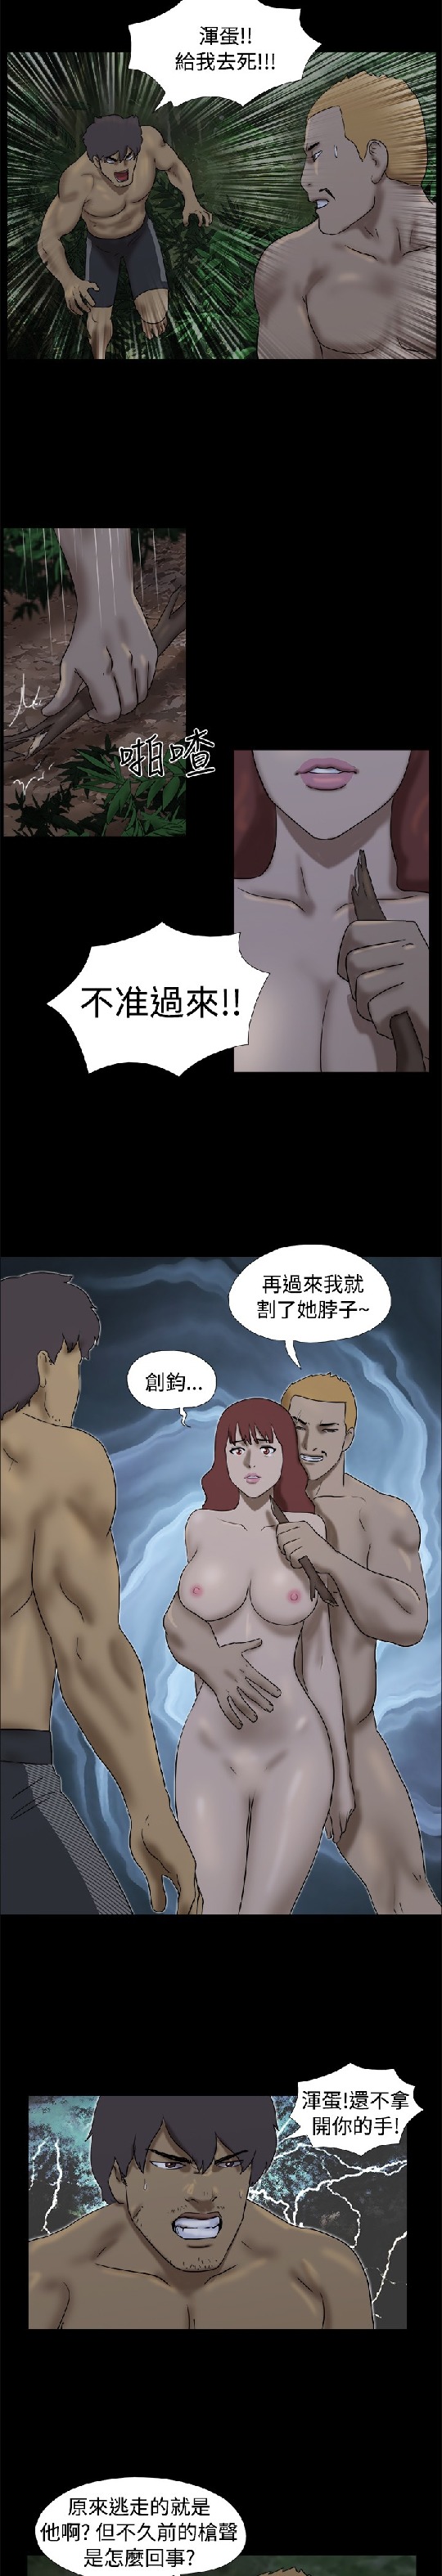 渾蛋!!
給我去死!!!
啪喳
不准過來!!
再過來我就
割了她脖子~
創鈞...
渾蛋!還不拿
開你的手!
原來逃走的就是
他啊? 但不久前的槍聲
是怎麼回事?